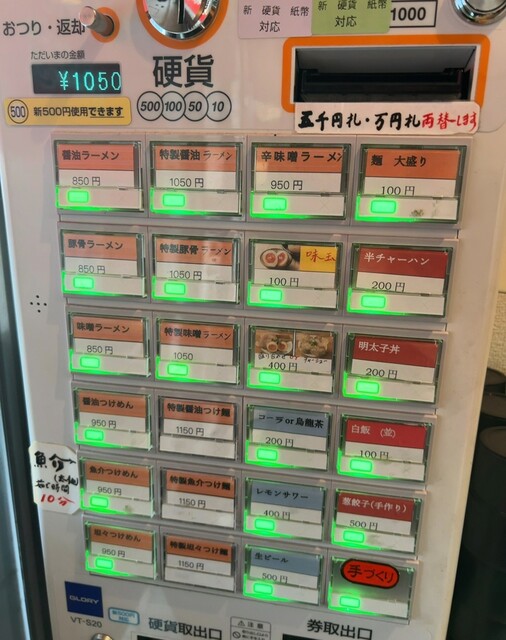 おつり・返却
新 硬貨 紙幣
対応
新 硬貨 紙幣
対応
1000
ただいまの金額
¥1050
硬貨
500 新500円使用できます
500 100 50 10
五千円札・万円札両替します
醤油ラーメン
850円
特製醤油ラーメン
1050円
辛味噌ラーメン
950円
麺 大盛り
100円
豚骨ラーメン
850円
特製豚骨ラーメン
1050円
味玉
100円
半チャーハン
200円
味噌ラーメン
850円
特製味噌ラーメン
1050
400円
明太子丼
200円
醤油つけめん
950円
特製醤油つけ麺
1150円
コーラor烏龍茶
200円
白飯 (並)
100円
魚介つけめん
950円
特製魚介つけ麺
1150円
レモンサワー
400円
葱餃子(手作り)
500円
坦々つけめん
950円
特製坦々つけ麺
1150円
生ビール
500円
手づくり
魚介
10分
GLORY
VT-S20
硬貨取出口
注意
券取出口